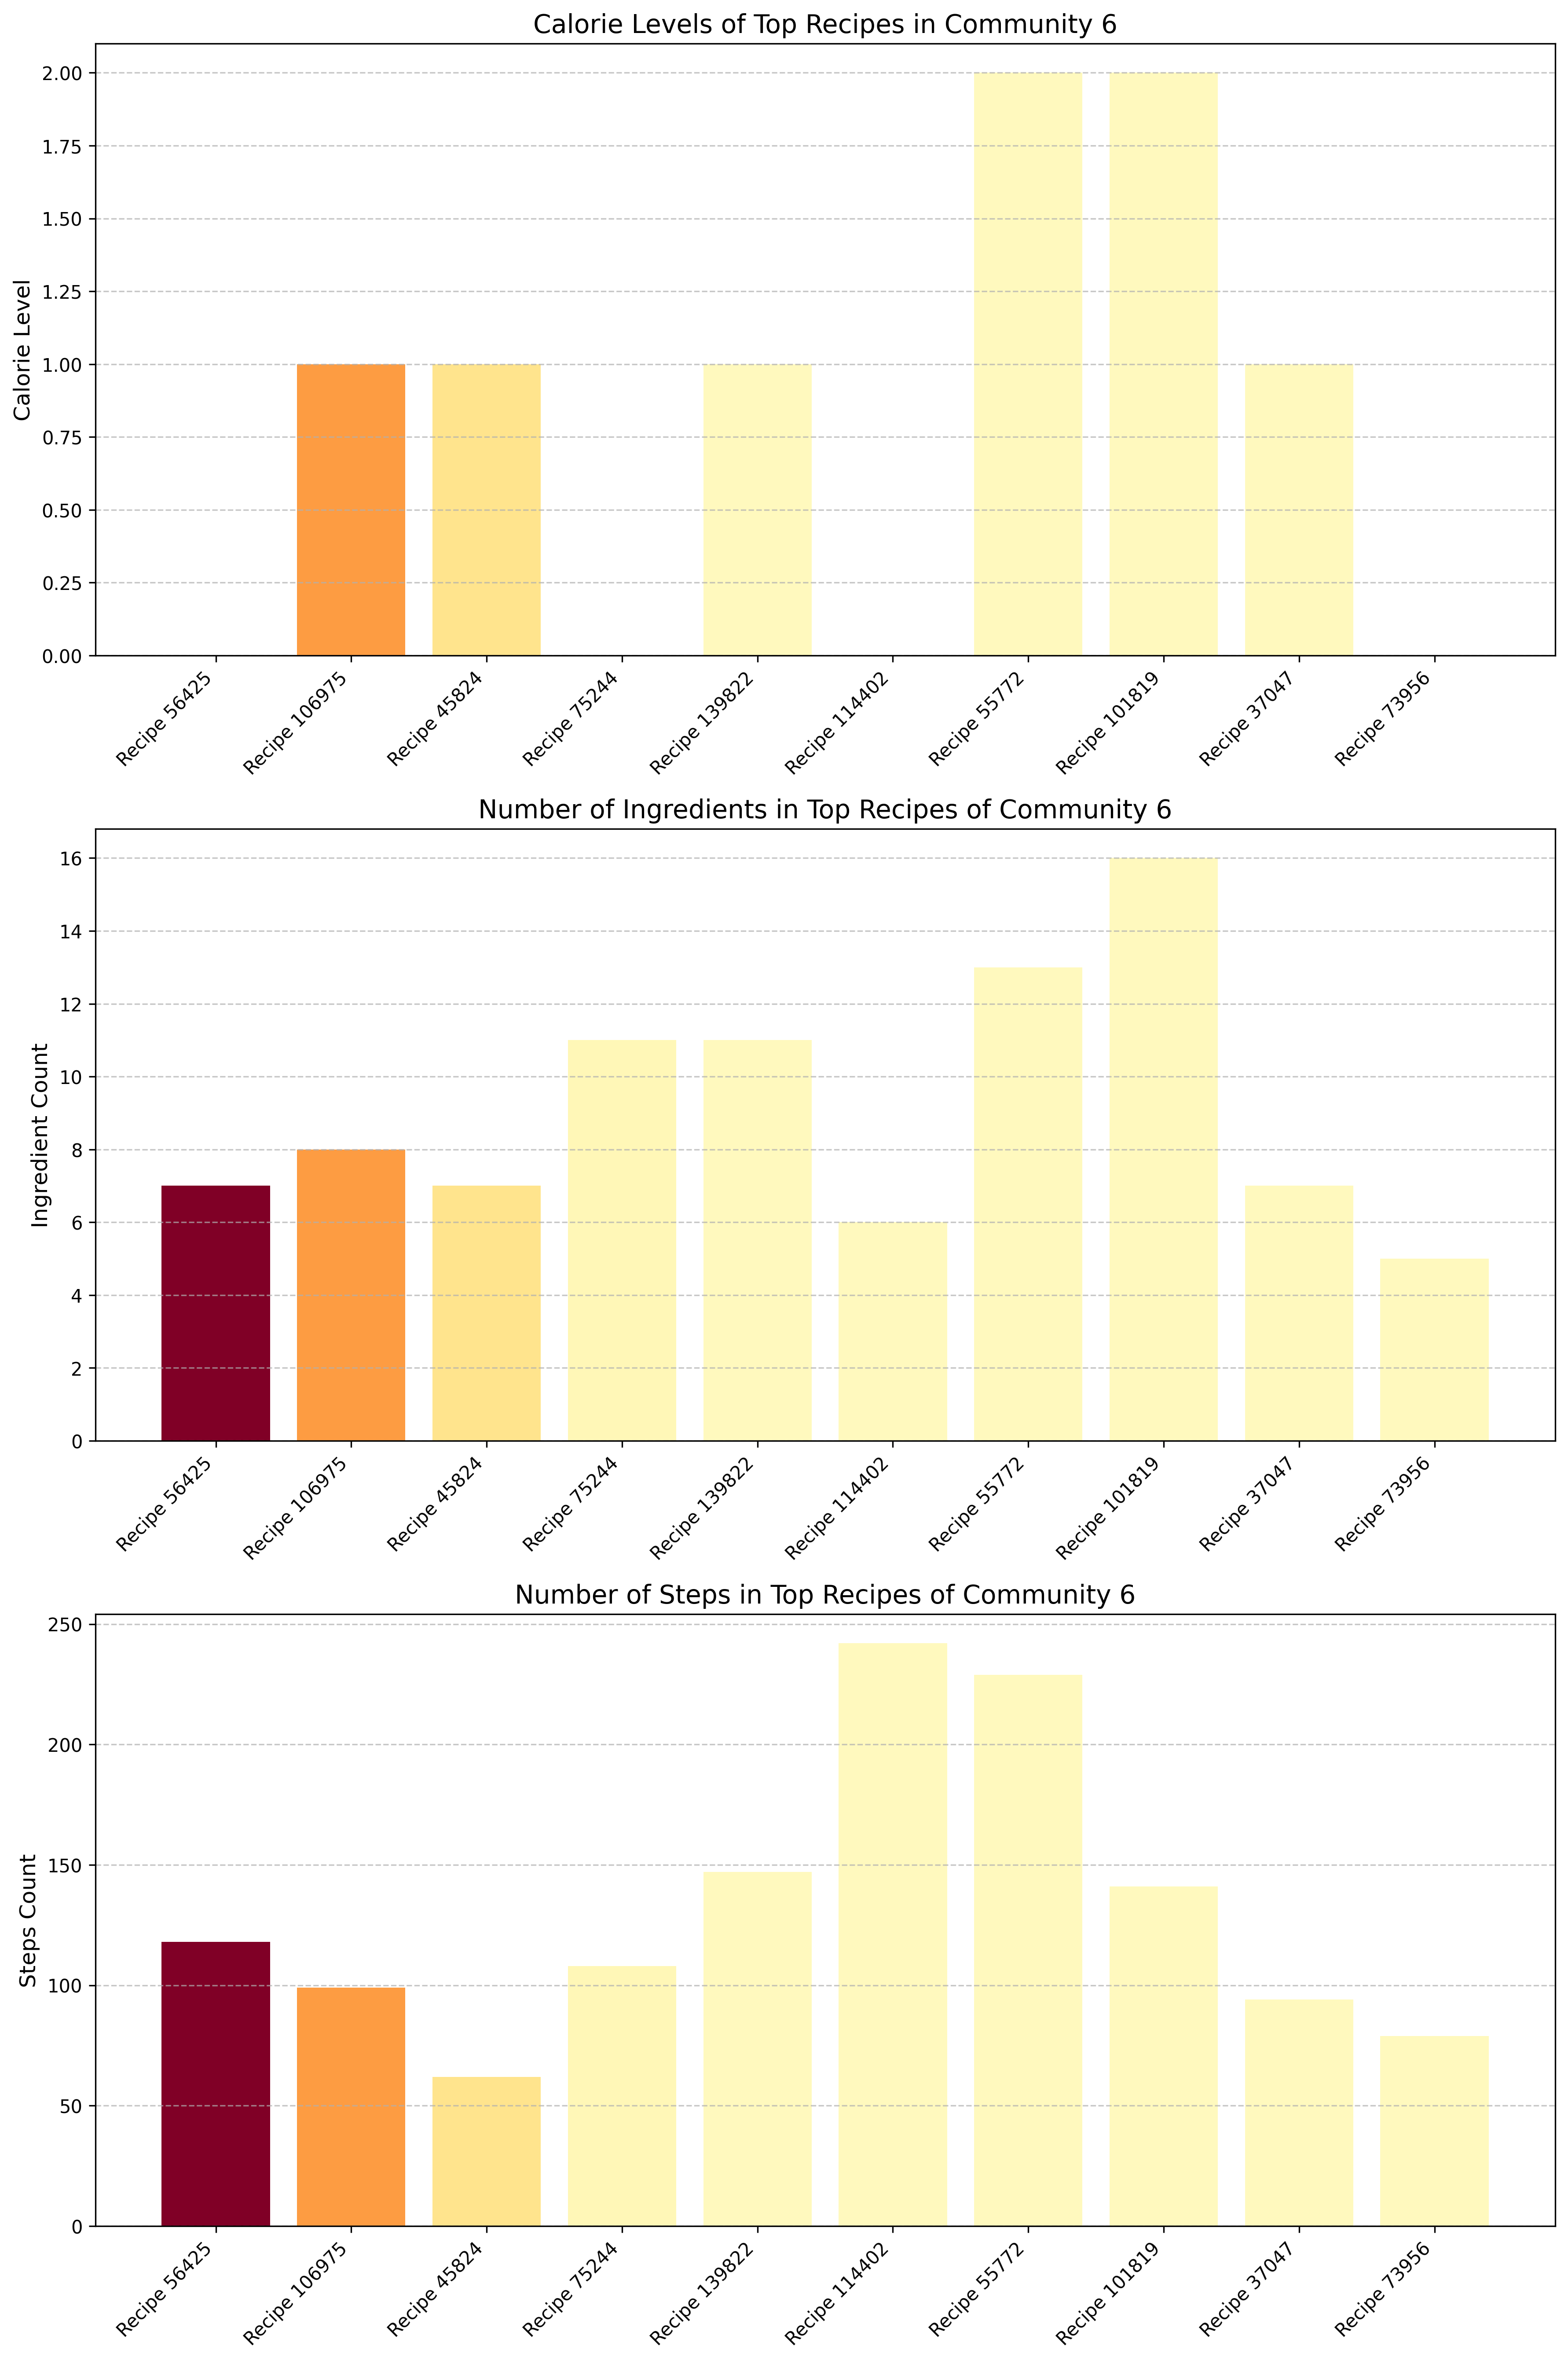 Calorie Levels of Top Recipes in Community 6
Calorie Level
2.00
1.75
1.50
1.25
1.00
0.75
0.50
0.25
0.00
Recipe 56425
Recipe 106975
Recipe 45824
Recipe 75244
Recipe 139822
Recipe 114402
Recipe 55772
Recipe 101819
Recipe 37047
Recipe 73956
Number of Ingredients in Top Recipes of Community 6
Ingredient Count
16
14
12
10
8
6
4
2
0
Recipe 56425
Recipe 106975
Recipe 45824
Recipe 75244
Recipe 139822
Recipe 114402
Recipe 55772
Recipe 101819
Recipe 37047
Recipe 73956
Number of Steps in Top Recipes of Community 6
Steps Count
250
200
150
100
50
0
Recipe 56425
Recipe 106975
Recipe 45824
Recipe 75244
Recipe 139822
Recipe 114402
Recipe 55772
Recipe 101819
Recipe 37047
Recipe 73956